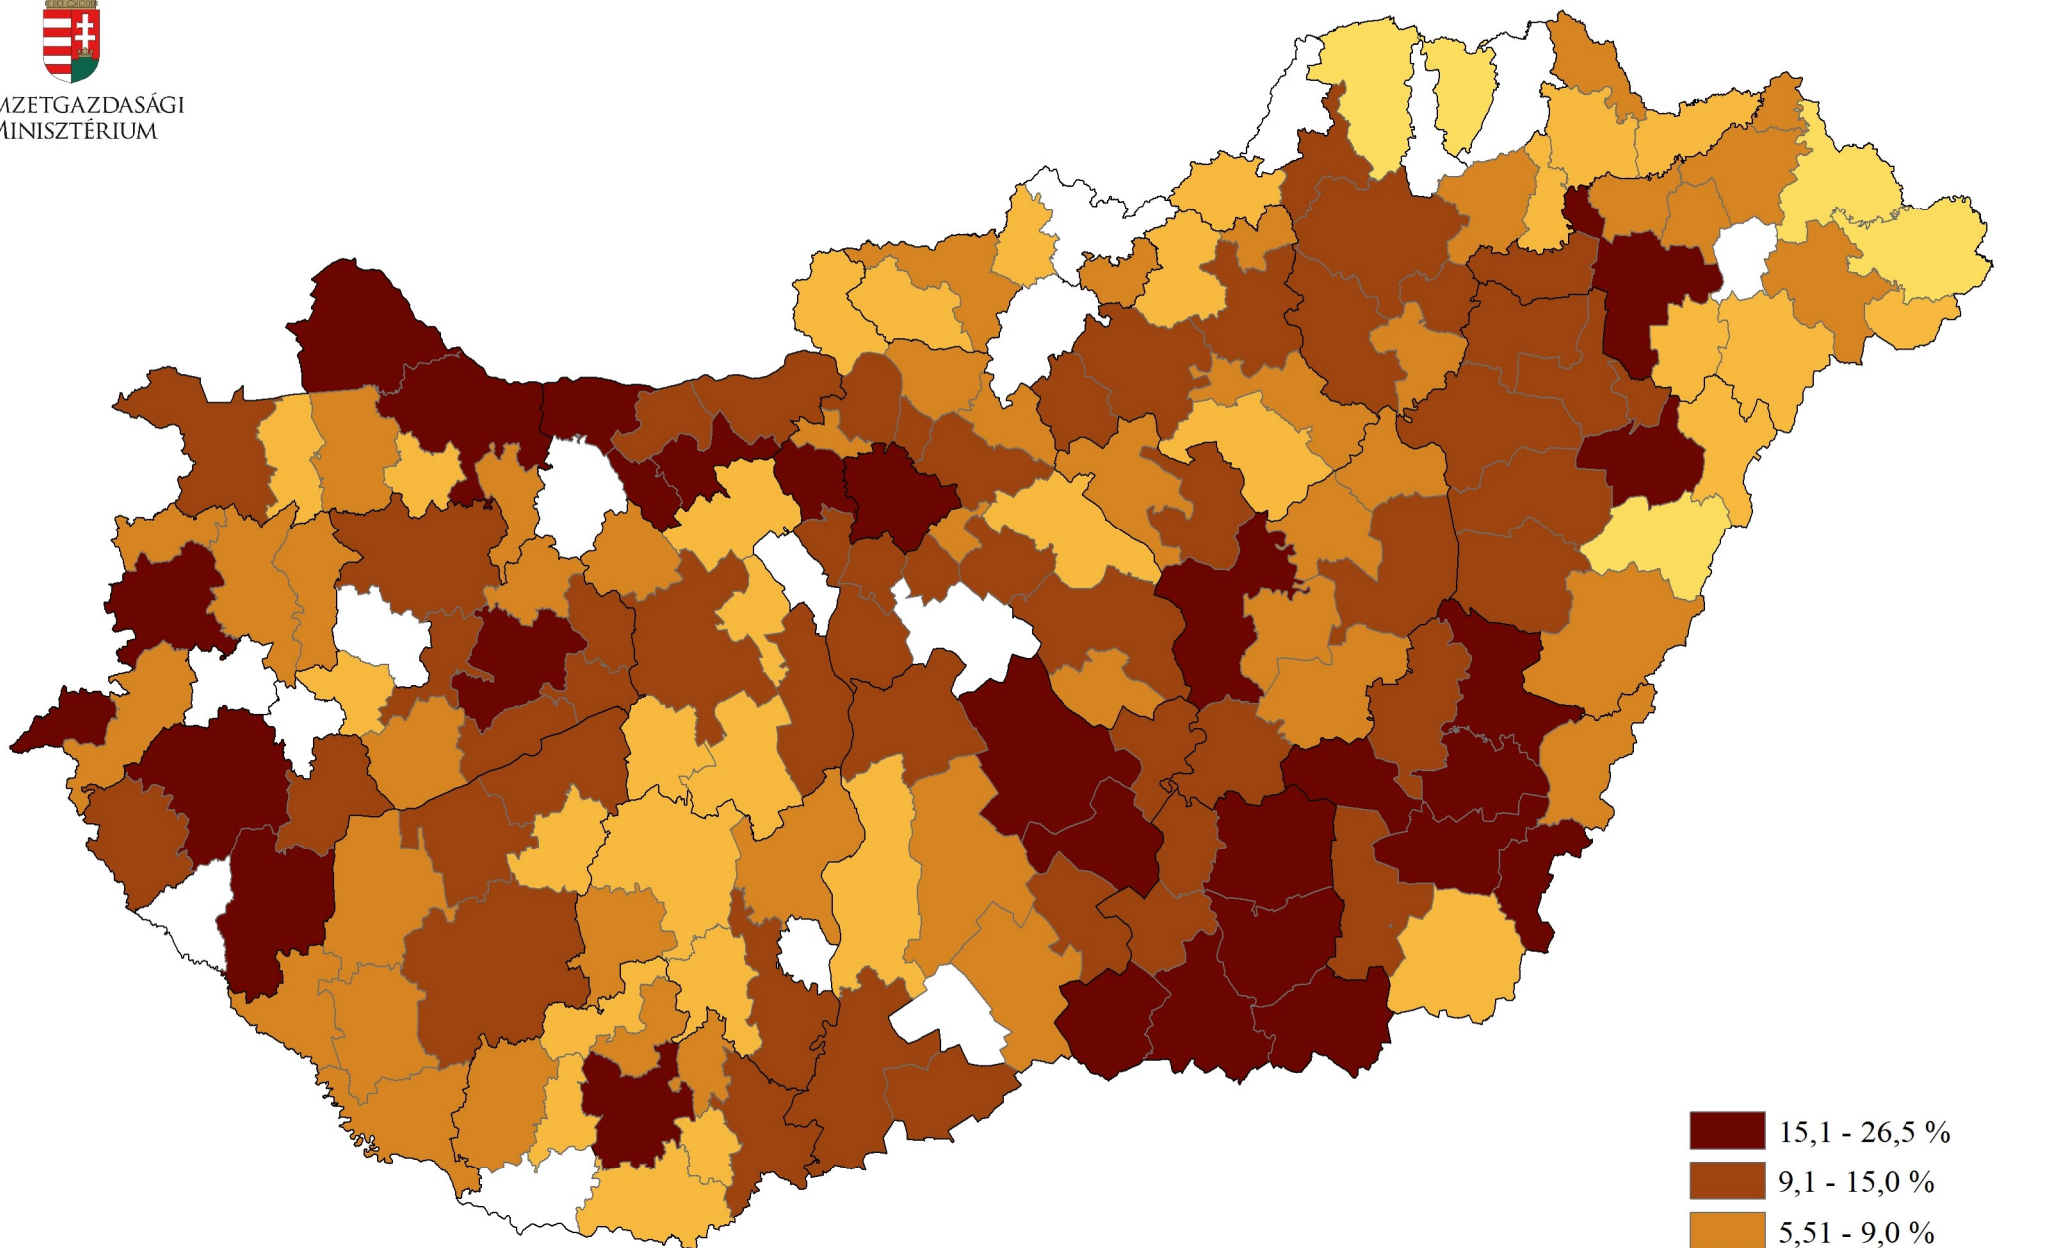 MZETGAZDASÁGI
MINISZTÉRIUM
15,1 - 26,5 %
9,1 - 15,0 %
5,51 - 9,0 %